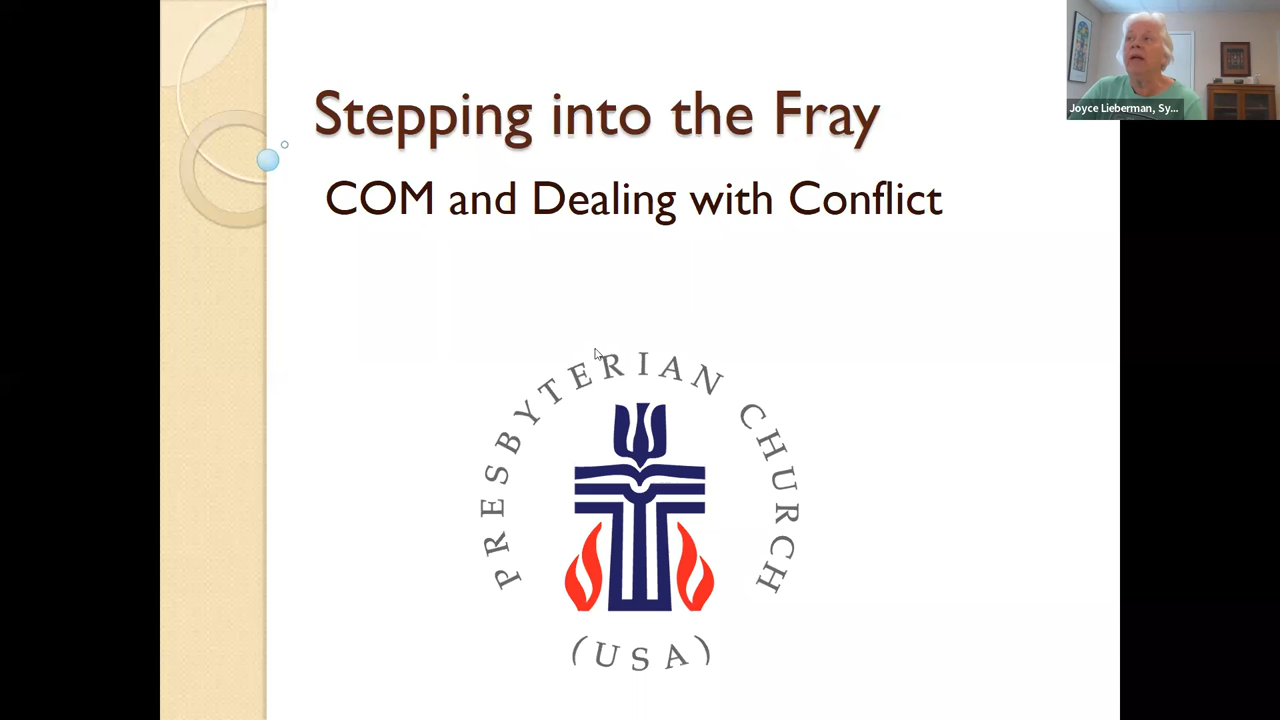 Stepping into the Fray
COM and Dealing with Conflict
Joyce Lieberman, Sy...
PRESBYTERIAN CHURCH
(USA)